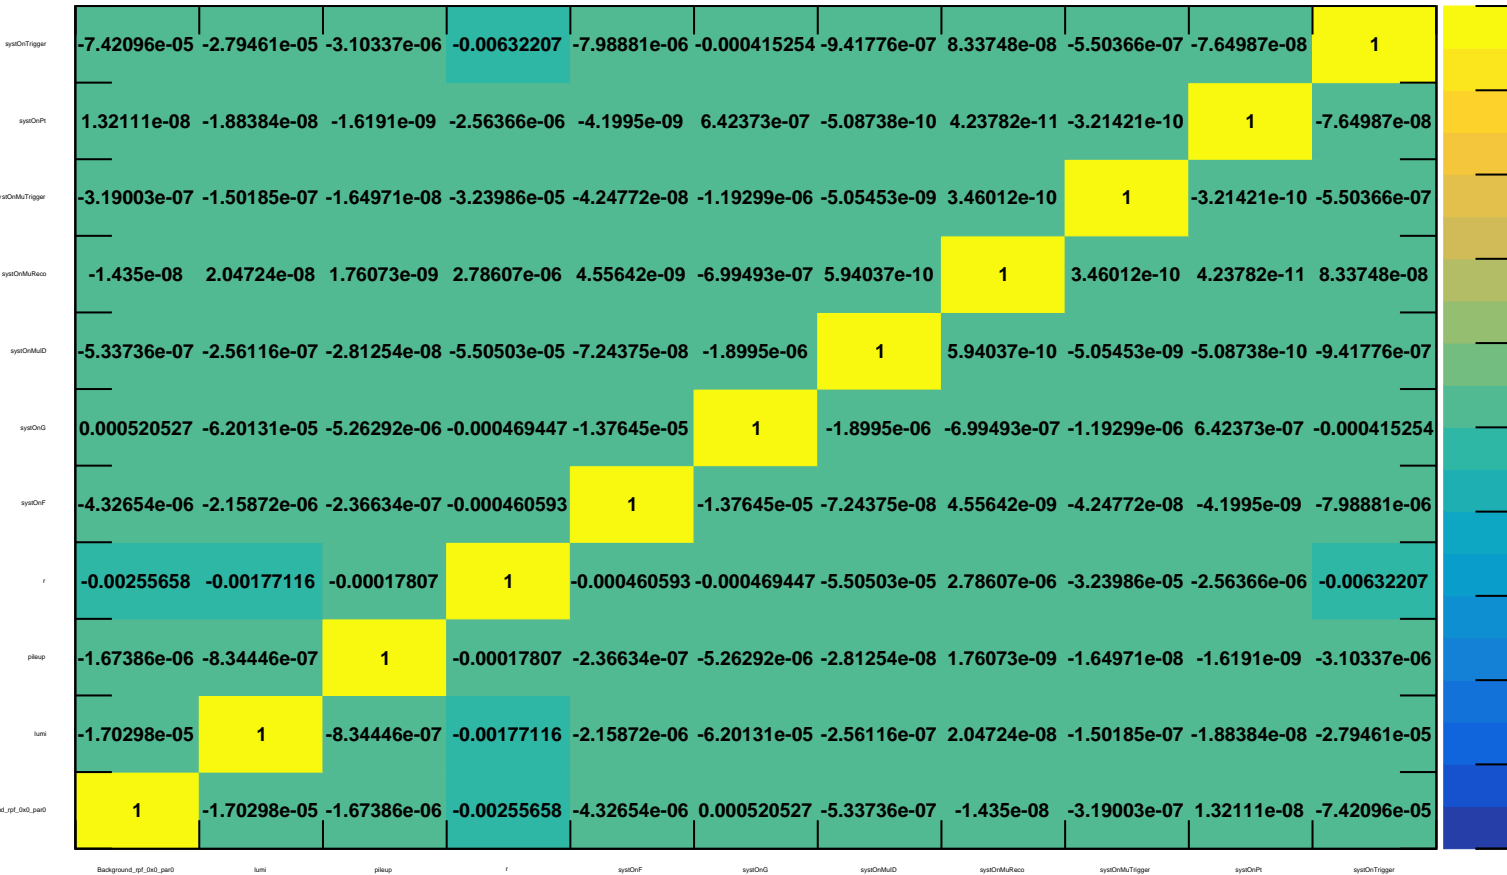 systOnTrigger -7.42096e-05 -2.79461e-05 -3.10337e-06 -0.00632207 -7.98881e-06 -0.000415254 -9.41776e-07 8.33748e-08 -5.50366e-07 -7.64987e-08 1
systOnPt 1.32111e-08 -1.88384e-08 -1.6191e-09 -2.56366e-06 -4.1995e-09 6.42373e-07 -5.08738e-10 4.23782e-11 -3.21421e-10 1 -7.64987e-08
stOnMuTrigger -3.19003e-07 -1.50185e-07 -1.64971e-08 -3.23986e-05 -4.24772e-08 -1.19299e-06 -5.05453e-09 3.46012e-10 1 -3.21421e-10 -5.50366e-07
systOnMuReco -1.435e-08 2.04724e-08 1.76073e-09 2.78607e-06 4.55642e-09 -6.99493e-07 5.94037e-10 1 3.46012e-10 4.23782e-11 8.33748e-08
systOnMuID -5.33736e-07 -2.56116e-07 -2.81254e-08 -5.50503e-05 -7.24375e-08 -1.8995e-06 1 5.94037e-10 -5.05453e-09 -5.08738e-10 -9.41776e-07
systOnG 0.000520527 -6.20131e-05 -5.26292e-06 -0.000469447 -1.37645e-05 1 -1.8995e-06 -6.99493e-07 -1.19299e-06 6.42373e-07 -0.000415254
systOnF -4.32654e-06 -2.15872e-06 -2.36634e-07 -0.000460593 1 -1.37645e-05 -7.24375e-08 4.55642e-09 -4.24772e-08 -4.1995e-09 -7.98881e-06
r -0.00255658 -0.00177116 -0.00017807 1 -0.000460593 -0.000469447 -5.50503e-05 2.78607e-06 -3.23986e-05 -2.56366e-06 -0.00632207
pileup -1.67386e-06 -8.34446e-07 1 -0.00017807 -2.36634e-07 -5.26292e-06 -2.81254e-08 1.76073e-09 -1.64971e-08 -1.6191e-09 -3.10337e-06
lumi -1.70298e-05 1 -8.34446e-07 -0.00177116 -2.15872e-06 -6.20131e-05 -2.56116e-07 2.04724e-08 -1.50185e-07 -1.88384e-08 -2.79461e-05
d_rpf_0x0_par0 1 -1.70298e-05 -1.67386e-06 -0.00255658 -4.32654e-06 0.000520527 -5.33736e-07 -1.435e-08 -3.19003e-07 1.32111e-08 -7.42096e-05
Background_rpf_0x0_par0 lumi pileup r systOnF systOnG systOnMuID systOnMuReco systOnMuTrigger systOnPt systOnTrigger